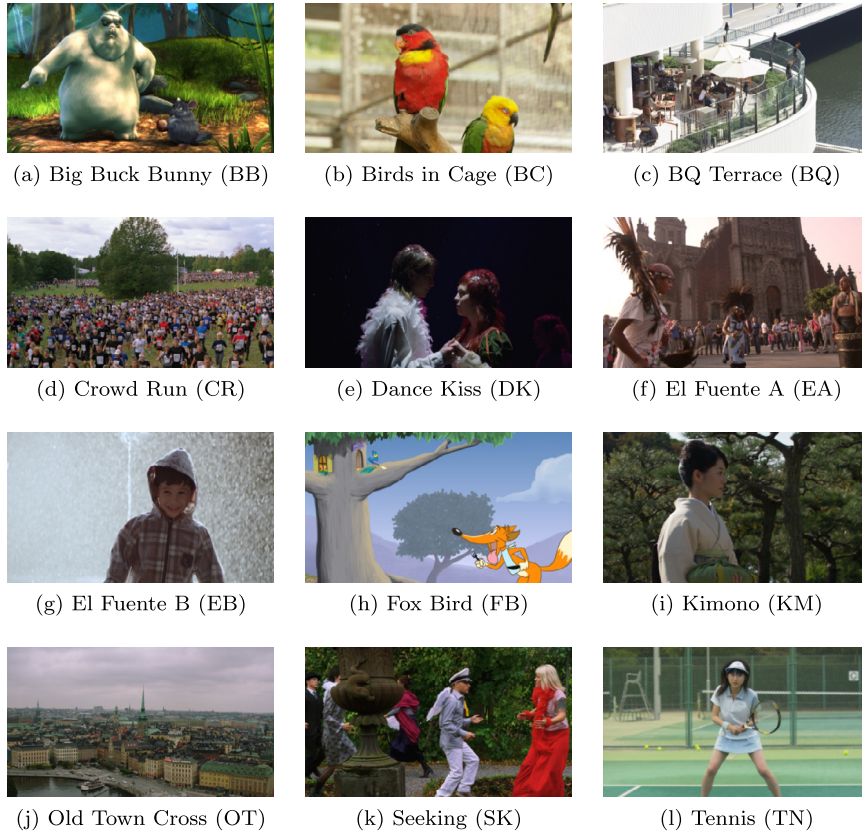 (a) Big Buck Bunny (BB)
(b) Birds in Cage (BC)
(c) BQ Terrace (BQ)
(d) Crowd Run (CR)
(e) Dance Kiss (DK)
(f) El Fuente A (EA)
(g) El Fuente B (EB)
(h) Fox Bird (FB)
(i) Kimono (KM)
(j) Old Town Cross (OT)
(k) Seeking (SK)
(l) Tennis (TN)